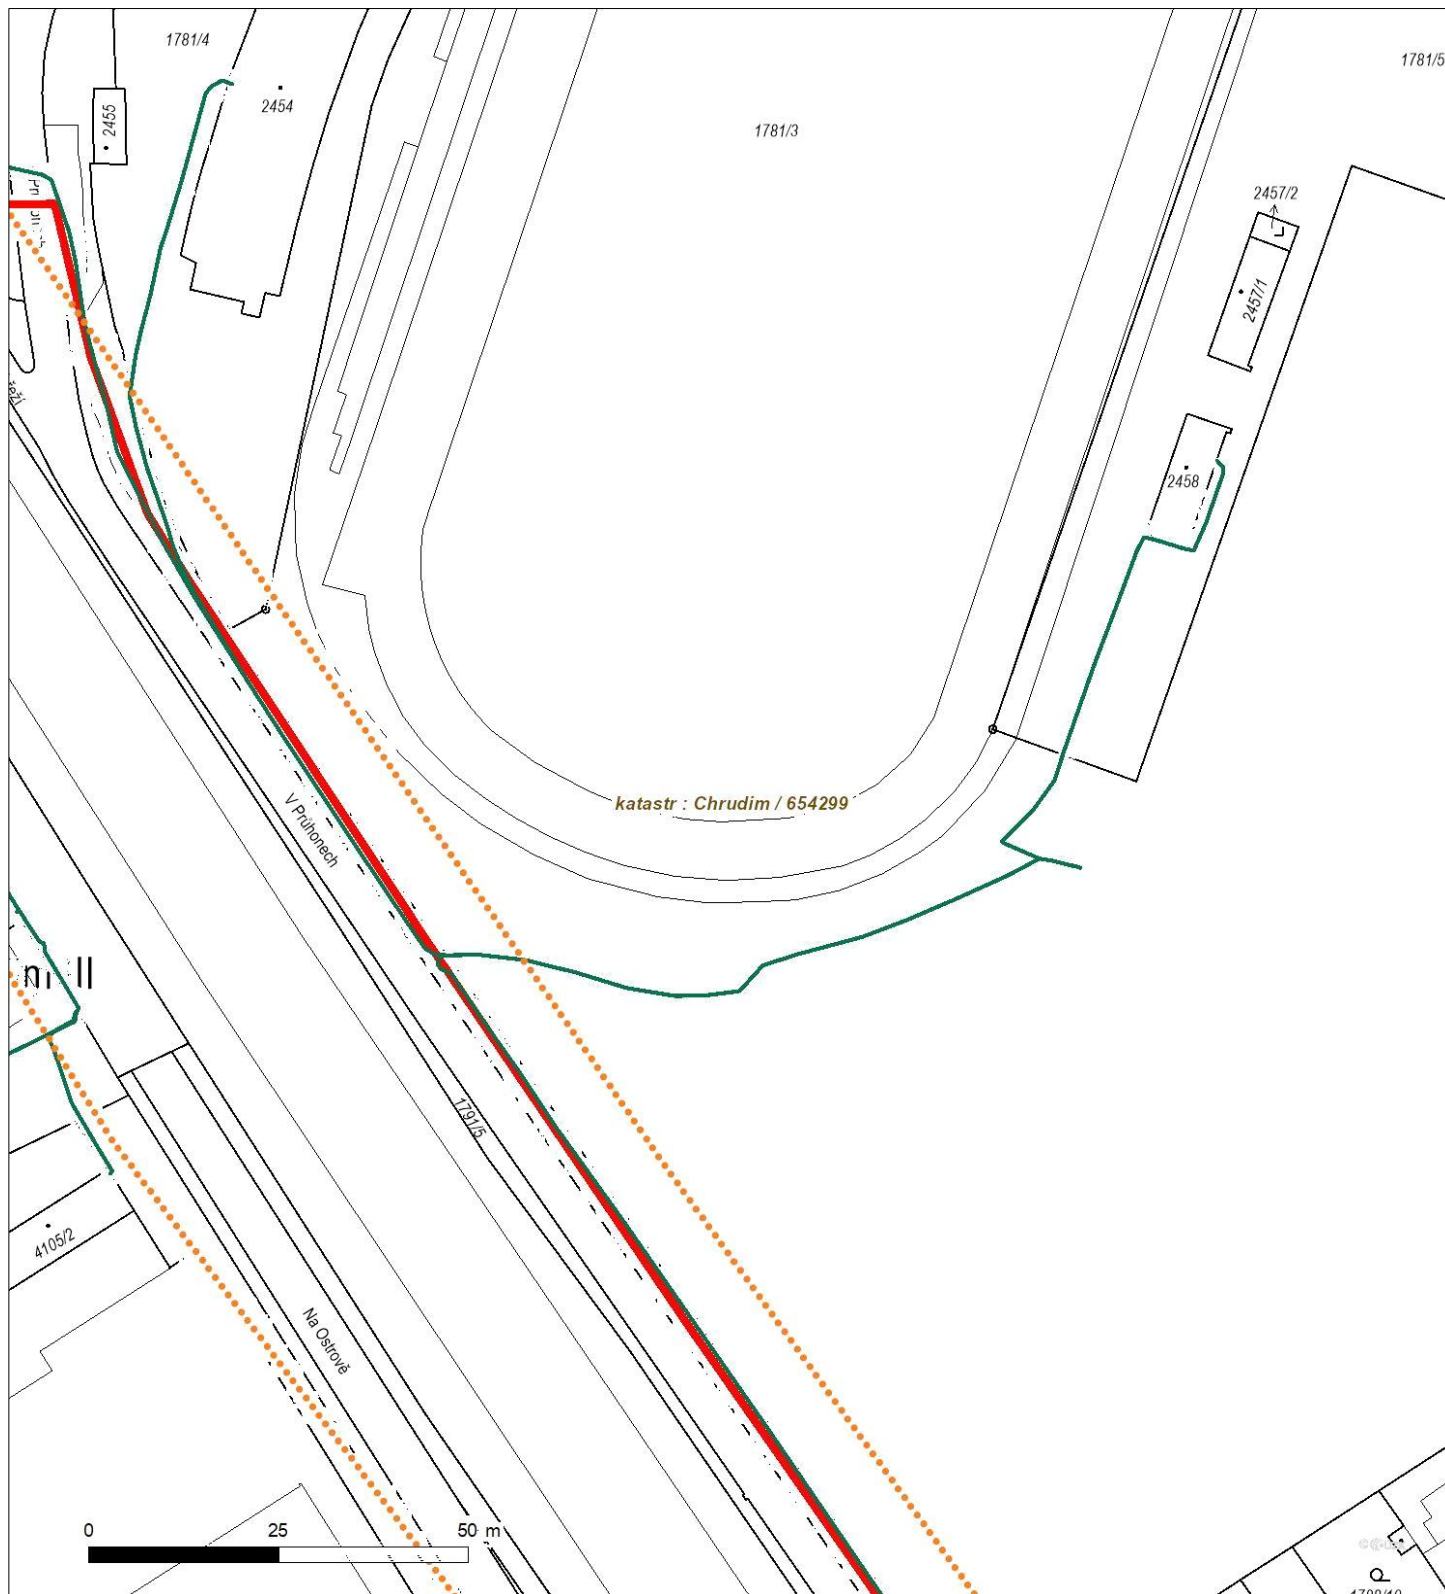 1781/4
1781/5
2454
2455
1781/3
2457/2
2457/1
2458
katastr : Chrudim / 654299
V Průhonech
II
1791/5
4105/2
Na Ostrově
0 25 50 m
P